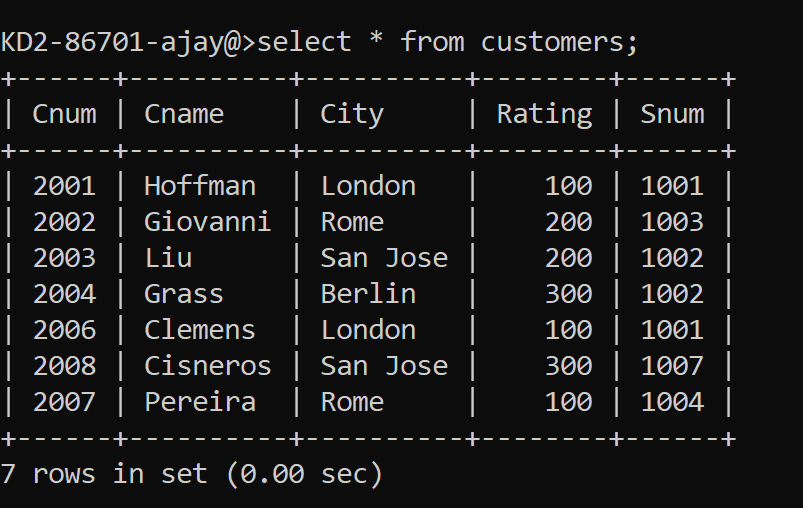 KD2-86701-ajay@>select * from customers;
+------+----------+----------+--------+------+
| Cnum | Cname    | City     | Rating | Snum |
+------+----------+----------+--------+------+
| 2001 | Hoffman  | London   |    100 | 1001 |
| 2002 | Giovanni | Rome     |    200 | 1003 |
| 2003 | Liu      | San Jose |    200 | 1002 |
| 2004 | Grass    | Berlin   |    300 | 1002 |
| 2006 | Clemens  | London   |    100 | 1001 |
| 2008 | Cisneros | San Jose |    300 | 1007 |
| 2007 | Pereira  | Rome     |    100 | 1004 |
+------+----------+----------+--------+------+
7 rows in set (0.00 sec)